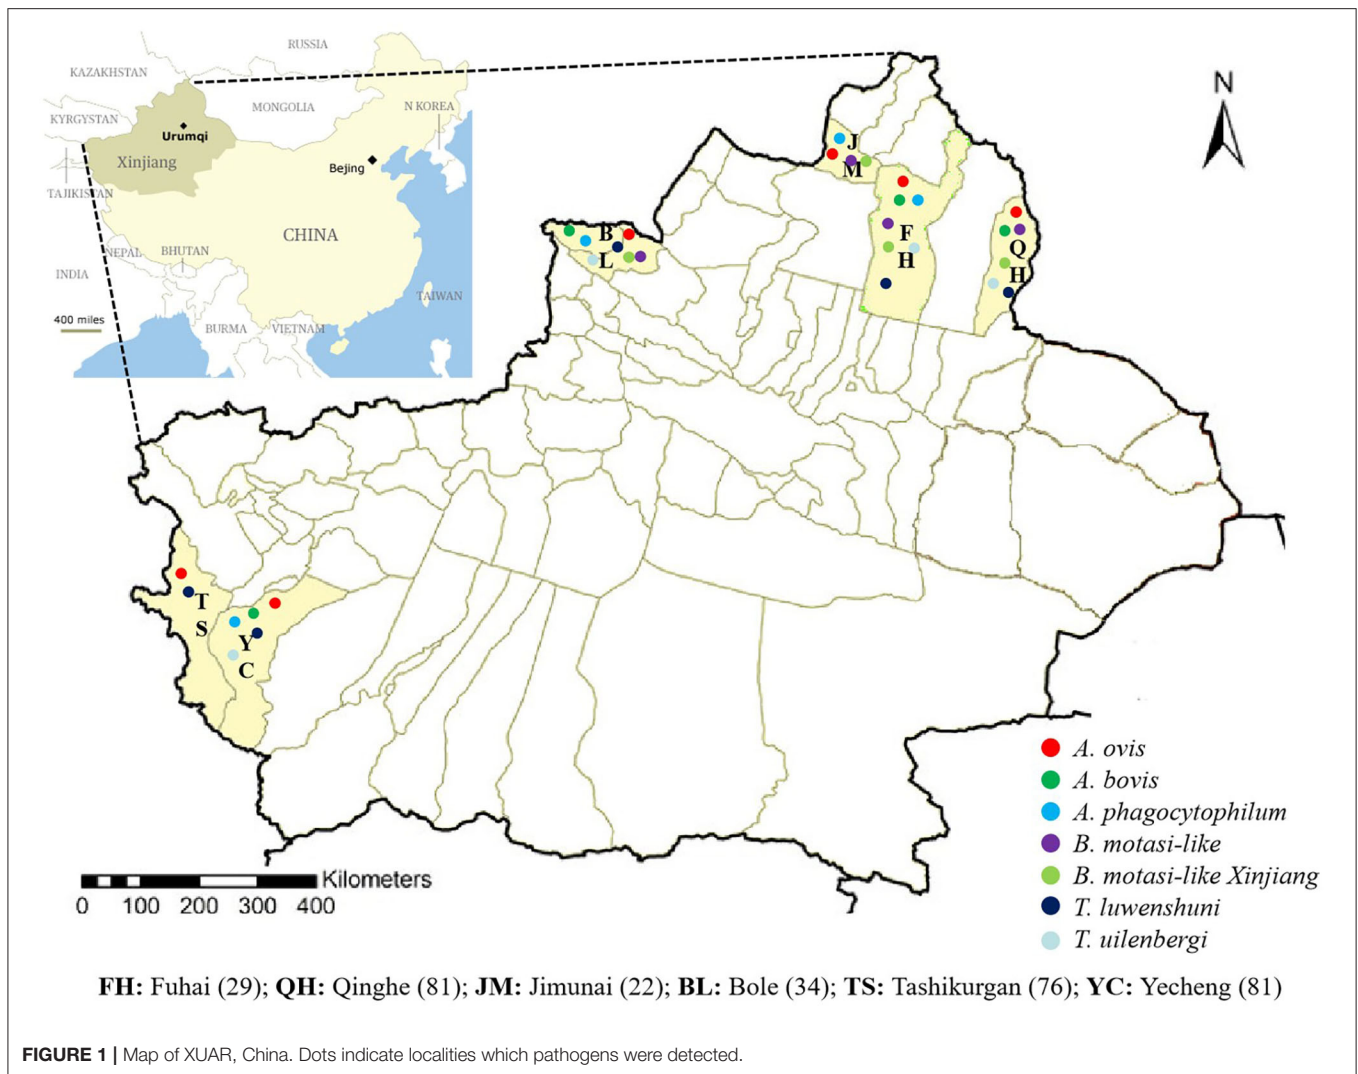 RUSSIA
KAZAKHSTAN
MONGOLIA
N KOREA
KYRGYSTAN
Urumqi
Bejing
Xinjiang
TAJIKISTAN
CHINA
NEPAL
BHUTAN
INDIA
TAIWAN
400 miles
BURMA
VIETNAM
N
J
M
B
L
F
H
Q
H
T
S
Y
C
A. ovis
A. bovis
A. phagocytophilum
B. motasi-like
B. motasi-like Xinjiang
T. luwenshuni
T. uilenbergi
Kilometers
0 100 200 300 400
FH: Fuhai (29); QH: Qinghe (81); JM: Jimunai (22); BL: Bole (34); TS: Tashikurgan (76); YC: Yecheng (81)
FIGURE 1 | Map of XUAR, China. Dots indicate localities which pathogens were detected.